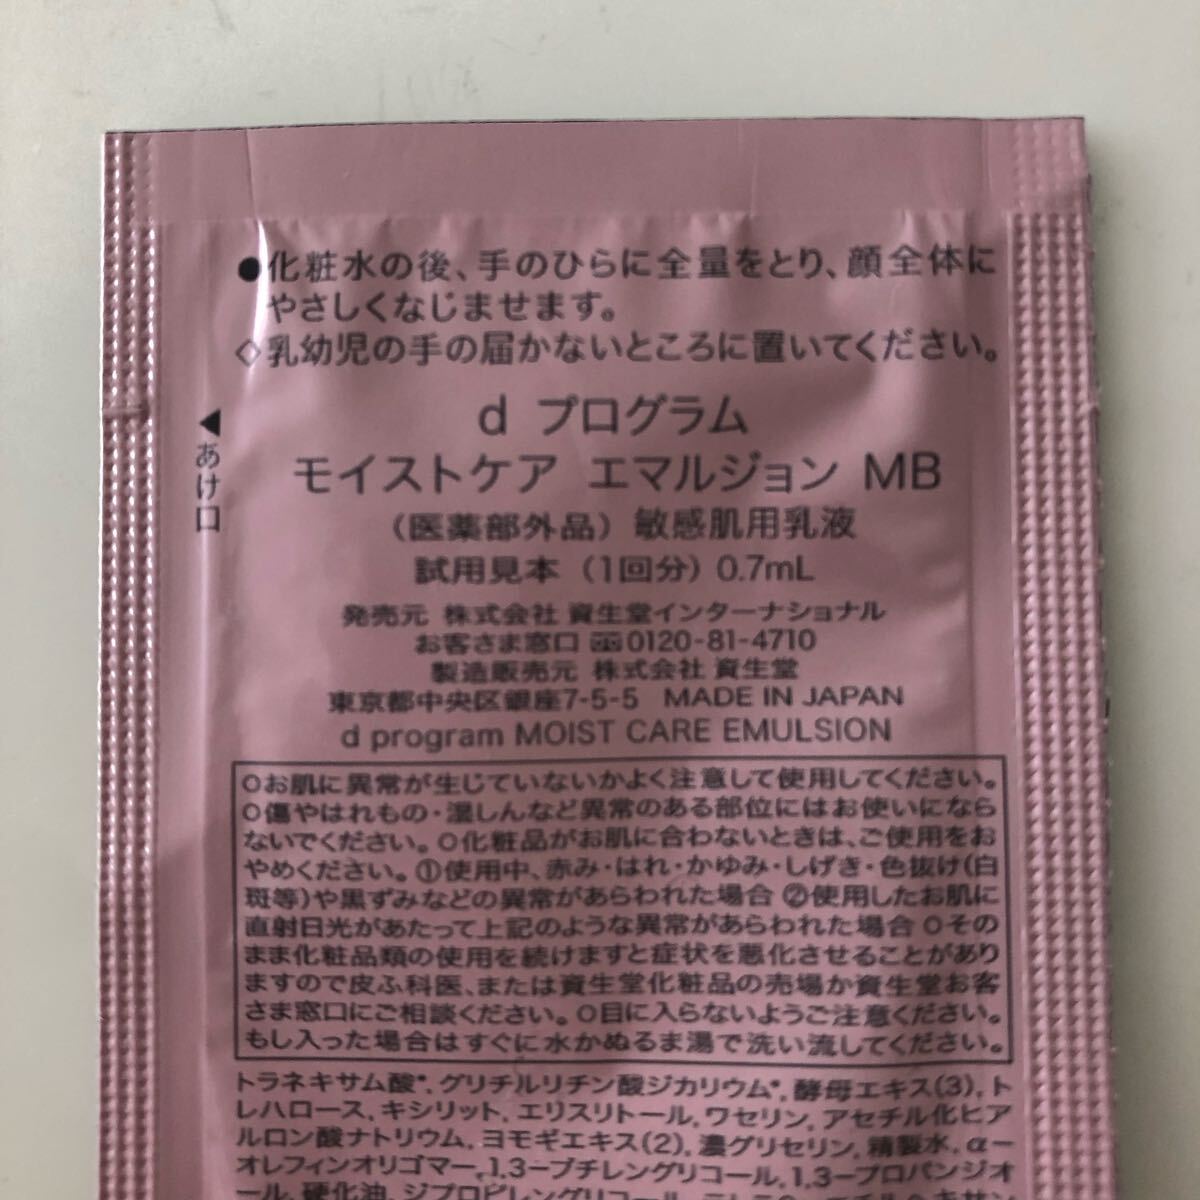 ●化粧水の後、手のひらに全量をとり、顔全体に
やさしくなじませます。
◇乳幼児の手の届かないところに置いてください。
◀あけ口
d プログラム
モイストケア エマルジョン MB
（医薬部外品）敏感肌用乳液
試用見本（1回分）0.7mL
発売元 株式会社 資生堂インターナショナル
お客さま窓口 0120-81-4710
製造販売元 株式会社 資生堂
東京都中央区銀座7-5-5 MADE IN JAPAN
d program MOIST CARE EMULSION
○お肌に異常が生じていないかよく注意して使用してください。
○傷やはれもの・湿しんなど異常のある部位にはお使いになら
ないでください。○化粧品がお肌に合わないときは、ご使用をお
やめください。①使用中、赤み・はれ・かゆみ・しげき・色抜け(白
斑等)や黒ずみなどの異常があらわれた場合 ②使用したお肌に
直射日光があたって上記のような異常があらわれた場合 ○その
まま化粧品類の使用を続けますと症状を悪化させることがあり
ますので皮ふ科医、または資生堂化粧品の売場か資生堂お客
さま窓口にご相談ください。○目に入らないようご注意ください。
もし入った場合はすぐに水かぬるま湯で洗い流してください。
トラネキサム酸*, グリチルリチン酸ジカリウム*, 酵母エキス(3), ト
レハロース, キシリット, エリスリトール, ワセリン, アセチル化ヒア
ルロン酸ナトリウム, ヨモギエキス(2), 濃グリセリン, 精製水, α−
オレフィンオリゴマー, 1,3−ブチレングリコール, 1,3−プロパンジオ
ール, 硬化油, ジプロピレングリコール,